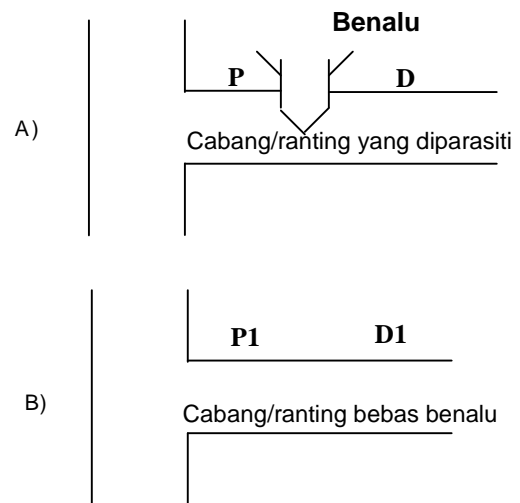 Benalu
P D
A)
Cabang/ranting yang diparasiti
P1 D1
B)
Cabang/ranting bebas benalu